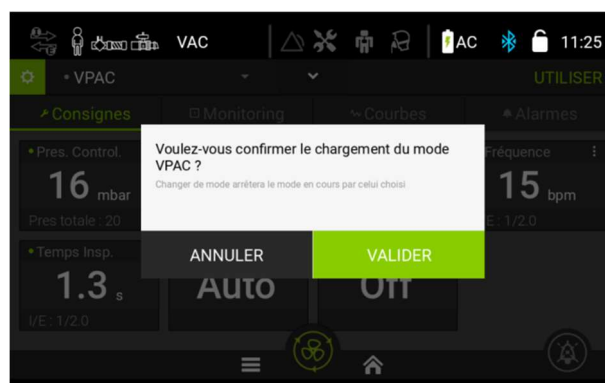 VAC
AC
11:25
• VPAC
UTILISER
Consignes
Monitoring
Courbes
Alarmes
Voulez-vous confirmer le chargement du mode
VPAC ?
Changer de mode arrêtera le mode en cours par celui choisi
ANNULER
VALIDER
• Pres. Control.
16 mbar
Pres totale : 20
Fréquence
15 bpm
E : 1/2.0
• Temps Insp.
1.3 s
I/E : 1/2.0
Auto
Off